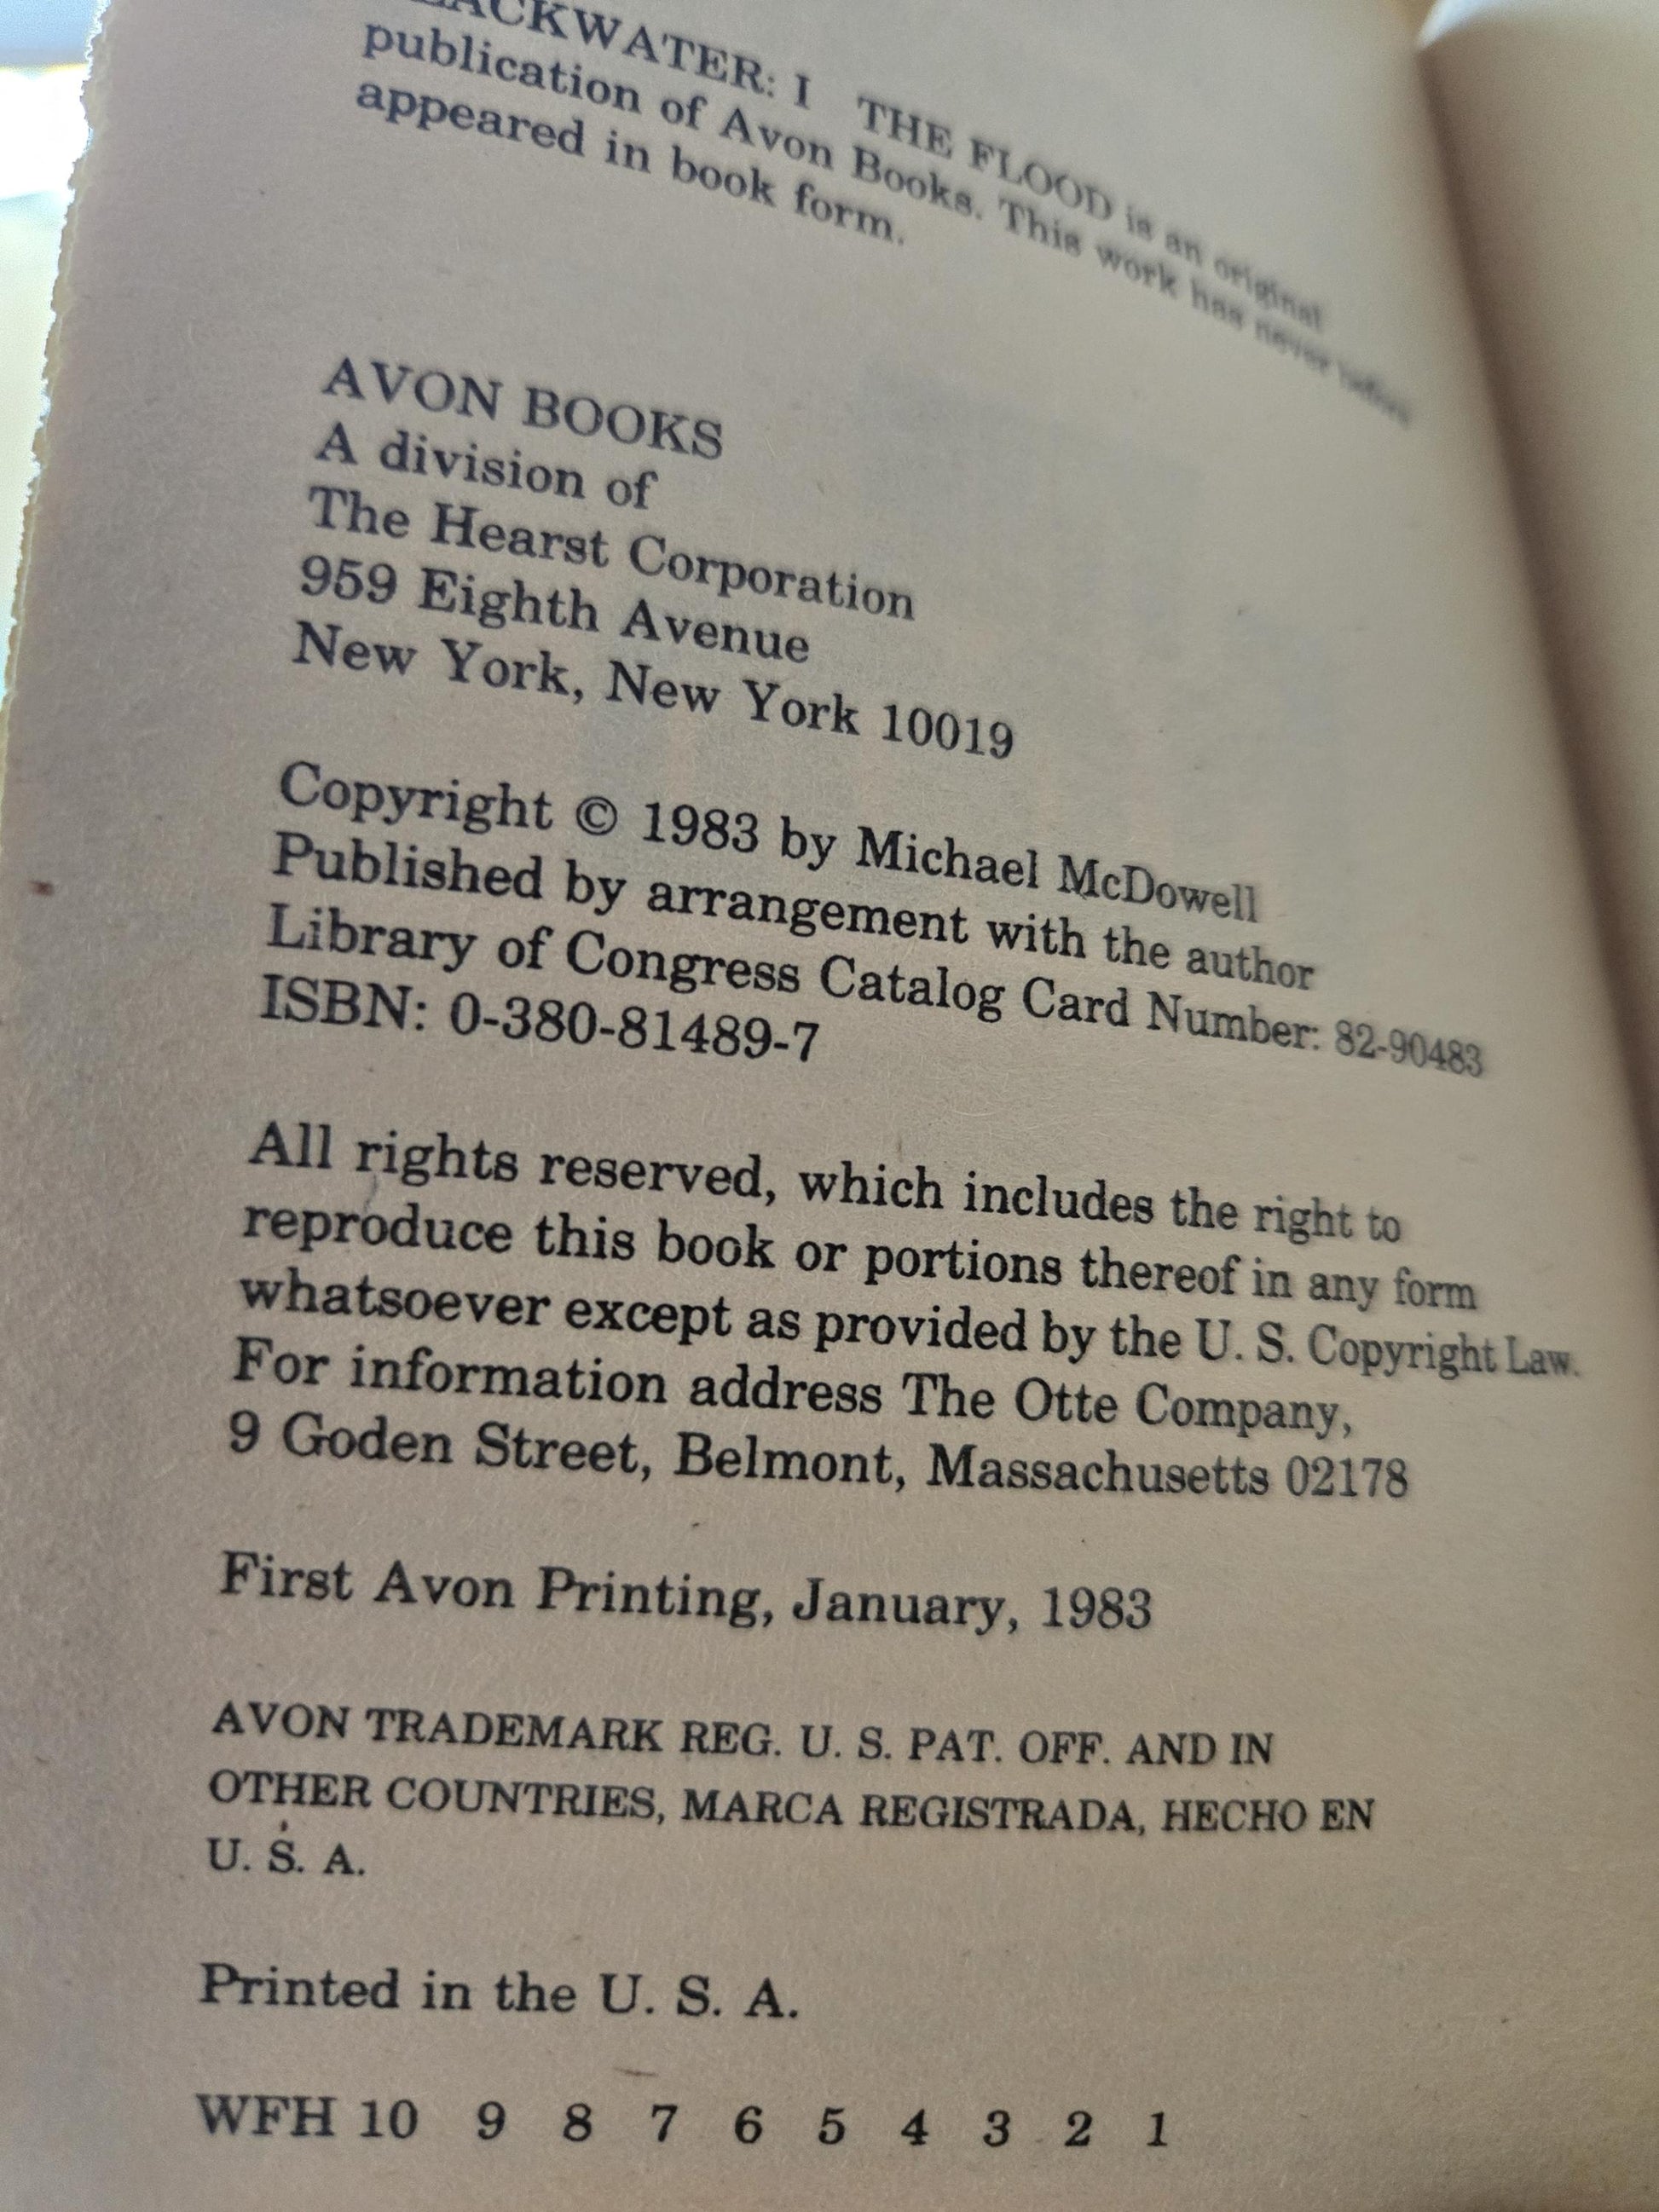 LACKWATER: I THE FLOOD is an original
publication of Avon Books. This work has never before
appeared in book form.
AVON BOOKS
A division of
The Hearst Corporation
959 Eighth Avenue
New York, New York 10019
Copyright © 1983 by Michael McDowell
Published by arrangement with the author
Library of Congress Catalog Card Number: 82-90483
ISBN: 0-380-81489-7
All rights reserved, which includes the right to
reproduce this book or portions thereof in any form
whatsoever except as provided by the U. S. Copyright Law.
For information address The Otte Company,
9 Goden Street, Belmont, Massachusetts 02178
First Avon Printing, January, 1983
AVON TRADEMARK REG. U. S. PAT. OFF. AND IN
OTHER COUNTRIES, MARCA REGISTRADA, HECHO EN
U. S. A.
Printed in the U. S. A.
WFH 10 9 8 7 6 5 4 3 2 1